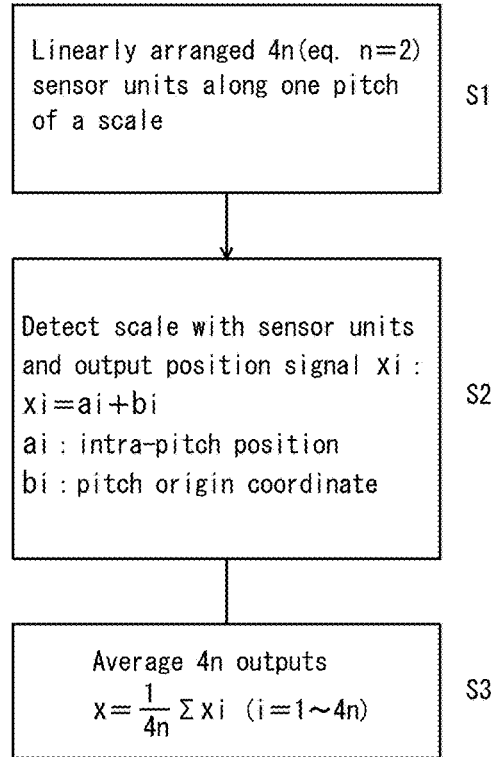 Linearly arranged 4n(eq. n=2)
sensor units along one pitch
of a scale
S1
Detect scale with sensor units
and output position signal xi:
xi=ai+bi
ai: intra-pitch position
bi: pitch origin coordinate
S2
Average 4n outputs
x=1/4n Σxi (i=1~4n)
S3